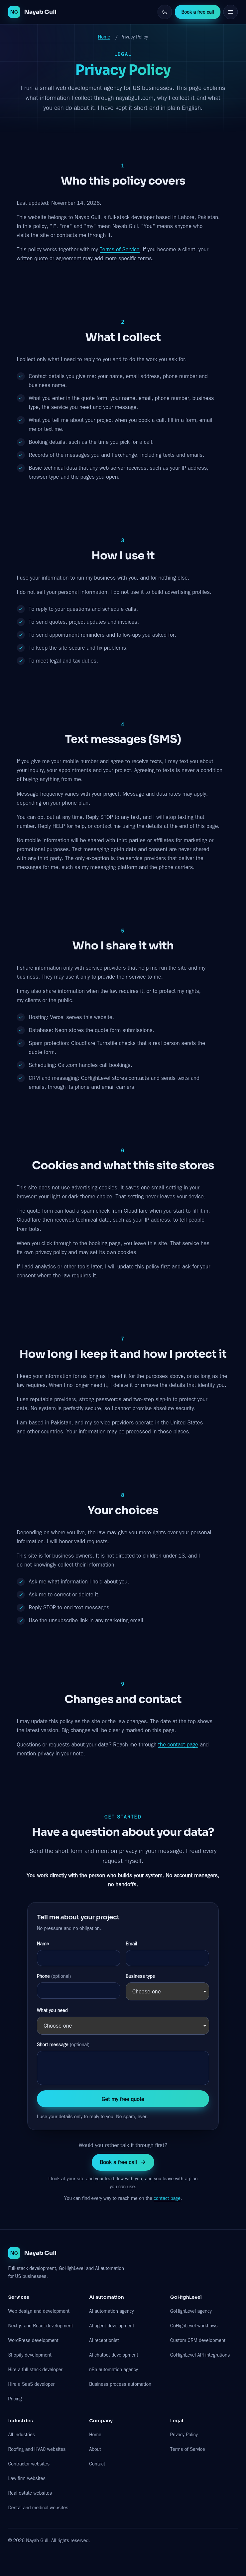 NG Nayab Gull
Book a free call
Home / Privacy Policy
LEGAL
Privacy Policy
I run a small web development agency for US businesses. This page explains
what information I collect through nayabgull.com, why I collect it and what
you can do about it. I have kept it short and in plain English.
1
Who this policy covers
Last updated: November 14, 2026.
This website belongs to Nayab Gull, a full-stack developer based in Lahore, Pakistan.
In this policy, "I", "me" and "my" mean Nayab Gull. "You" means anyone who
visits the site or contacts me through it.
This policy works together with my Terms of Service. If you become a client, your
written quote or agreement may add more specific terms.
2
What I collect
I collect only what I need to reply to you and to do the work you ask for.
Contact details you give me: your name, email address, phone number and
business name.
What you enter in the quote form: your name, email, phone number, business
type, the service you need and your message.
What you tell me about your project when you book a call, fill in a form, email
me or text me.
Booking details, such as the time you pick for a call.
Records of the messages you and I exchange, including texts and emails.
Basic technical data that any web server receives, such as your IP address,
browser type and the pages you open.
3
How I use it
I use your information to run my business with you, and for nothing else.
I do not sell your personal information. I do not use it to build advertising profiles.
To reply to your questions and schedule calls.
To send quotes, project updates and invoices.
To send appointment reminders and follow-ups you asked for.
To keep the site secure and fix problems.
To meet legal and tax duties.
4
Text messages (SMS)
If you give me your mobile number and agree to receive texts, I may text you about
your inquiry, your appointments and your project. Agreeing to texts is never a condition
of buying anything from me.
Message frequency varies with your project. Message and data rates may apply,
depending on your phone plan.
You can opt out at any time. Reply STOP to any text, and I will stop texting that
number. Reply HELP for help, or contact me using the details at the end of this page.
No mobile information will be shared with third parties or affiliates for marketing or
promotional purposes. Text messaging opt-in data and consent are never shared
with any third party. The only exception is the service providers that deliver the
messages for me, such as my messaging platform and the phone carriers.
5
Who I share it with
I share information only with service providers that help me run the site and my
business. They may use it only to provide their service to me.
I may also share information when the law requires it, or to protect my rights,
my clients or the public.
Hosting: Vercel serves this website.
Database: Neon stores the quote form submissions.
Spam protection: Cloudflare Turnstile checks that a real person sends the
quote form.
Scheduling: Cal.com handles call bookings.
CRM and messaging: GoHighLevel stores contacts and sends texts and
emails, through its phone and email carriers.
6
Cookies and what this site stores
This site does not use advertising cookies. It saves one small setting in your
browser: your light or dark theme choice. That setting never leaves your device.
The quote form can load a spam check from Cloudflare when you start to fill it in.
Cloudflare then receives technical data, such as your IP address, to tell people
from bots.
When you click through to the booking page, you leave this site. That service has
its own privacy policy and may set its own cookies.
If I add analytics or other tools later, I will update this policy first and ask for your
consent where the law requires it.
7
How long I keep it and how I protect it
I keep your information for as long as I need it for the purposes above, or as long as the
law requires. When I no longer need it, I delete it or remove the details that identify you.
I use reputable providers, strong passwords and two-step sign-in to protect your
data. No system is perfectly secure, so I cannot promise absolute security.
I am based in Pakistan, and my service providers operate in the United States
and other countries. Your information may be processed in those places.
8
Your choices
Depending on where you live, the law may give you more rights over your personal
information. I will honor valid requests.
This site is for business owners. It is not directed to children under 13, and I
do not knowingly collect their information.
Ask me what information I hold about you.
Ask me to correct or delete it.
Reply STOP to end text messages.
Use the unsubscribe link in any marketing email.
9
Changes and contact
I may update this policy as the site or the law changes. The date at the top shows
the latest version. Big changes will be clearly marked on this page.
Questions or requests about your data? Reach me through the contact page and
mention privacy in your note.
GET STARTED
Have a question about your data?
Send the short form and mention privacy in your message. I read every
request myself.
You work directly with the person who builds your system. No account managers,
no handoffs.
Tell me about your project
No pressure and no obligation.
Name Email
Phone (optional) Business type
Choose one
What you need
Choose one
Short message (optional)
Get my free quote
I use your details only to reply to you. No spam, ever.
Would you rather talk it through first?
Book a free call
I look at your site and your lead flow with you, and you leave with a plan
you can use.
You can find every way to reach me on the contact page.
NG Nayab Gull
Full-stack development, GoHighLevel and AI automation
for US businesses.
Services
Web design and development
Next.js and React development
WordPress development
Shopify development
Hire a full stack developer
Hire a SaaS developer
Pricing
AI automation
AI automation agency
AI agent development
AI receptionist
AI chatbot development
n8n automation agency
Business process automation
GoHighLevel
GoHighLevel agency
GoHighLevel workflows
Custom CRM development
GoHighLevel API integrations
Industries
All industries
Roofing and HVAC websites
Contractor websites
Law firm websites
Real estate websites
Dental and medical websites
Company
Home
About
Contact
Legal
Privacy Policy
Terms of Service
© 2026 Nayab Gull. All rights reserved.